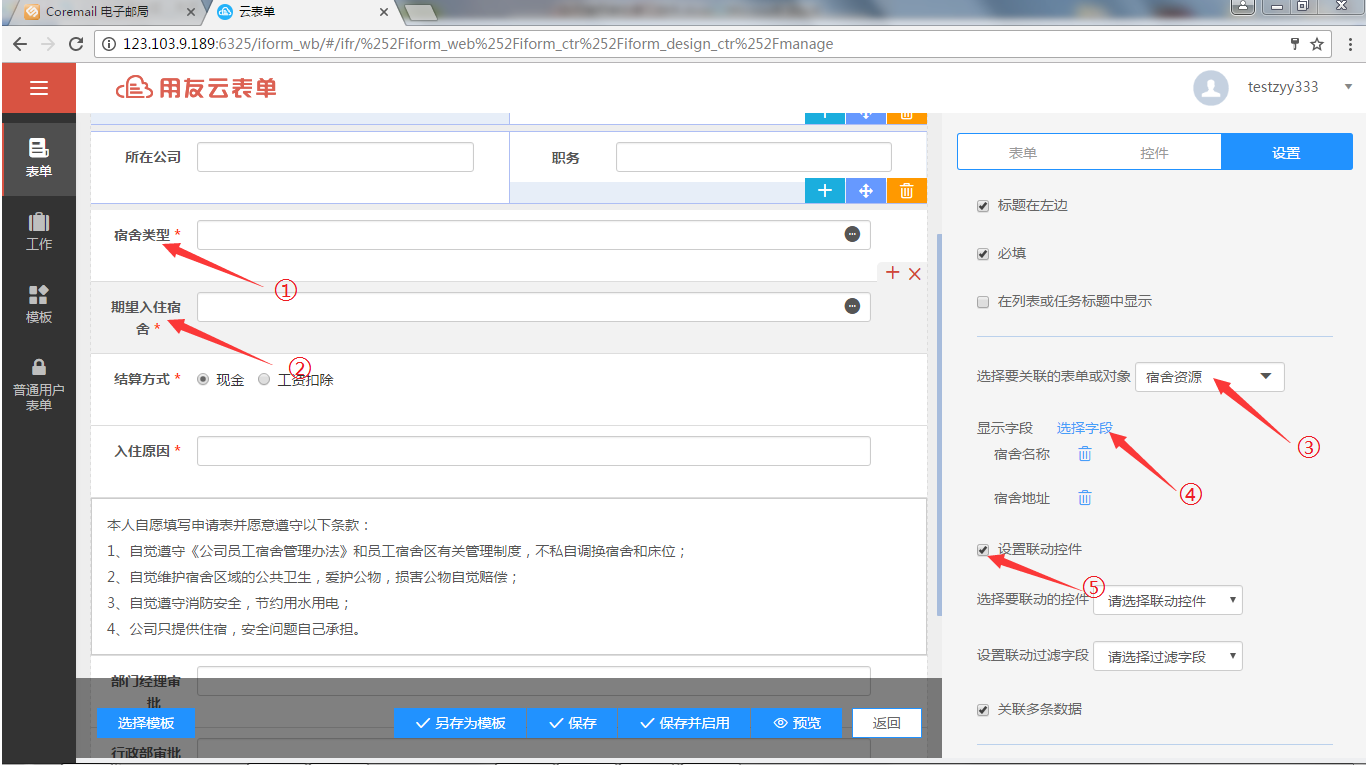 Coremail 电子邮局
云表单
123.103.9.189:6325/iform_wb/#/ifr/%252Fiform_web%252Fiform_ctr%252Fiform_design_ctr%252Fmanage
用友云表单
testzyy333
表单
工作
模板
普通用户
表单
所在公司
职务
宿舍类型 *
①
期望入住宿
舍 *
②
结算方式 * 现金 工资扣除
入住原因 *
本人自愿填写申请表并愿意遵守以下条款：
1、自觉遵守《公司员工宿舍管理办法》和员工宿舍区有关管理制度，不私自调换宿舍和床位；
2、自觉维护宿舍区域的公共卫生，爱护公物，损害公物自觉赔偿；
3、自觉遵守消防安全，节约用水用电；
4、公司只提供住宿，安全问题自己承担。
部门经理审
批
选择模板
另存为模板
保存
保存并启用
预览
返回
行政部审批
表单
控件
设置
标题在左边
必填
在列表或任务标题中显示
选择要关联的表单或对象 宿舍资源
③
显示字段 选择字段
宿舍名称
④
宿舍地址
设置联动控件
⑤
选择要联动的控件 请选择联动控件
设置联动过滤字段 请选择过滤字段
关联多条数据